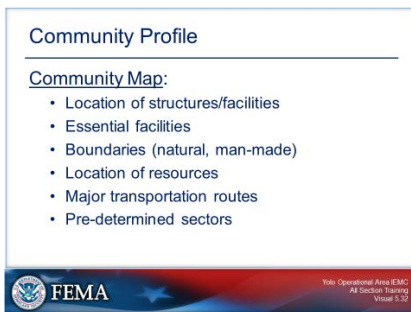 Community Profile
Community Map:
• Location of structures/facilities
• Essential facilities
• Boundaries (natural, man-made)
• Location of resources
• Major transportation routes
• Pre-determined sectors
FEMA
Yolo Operational Area IEMC
All Section Training
Visual 5.32